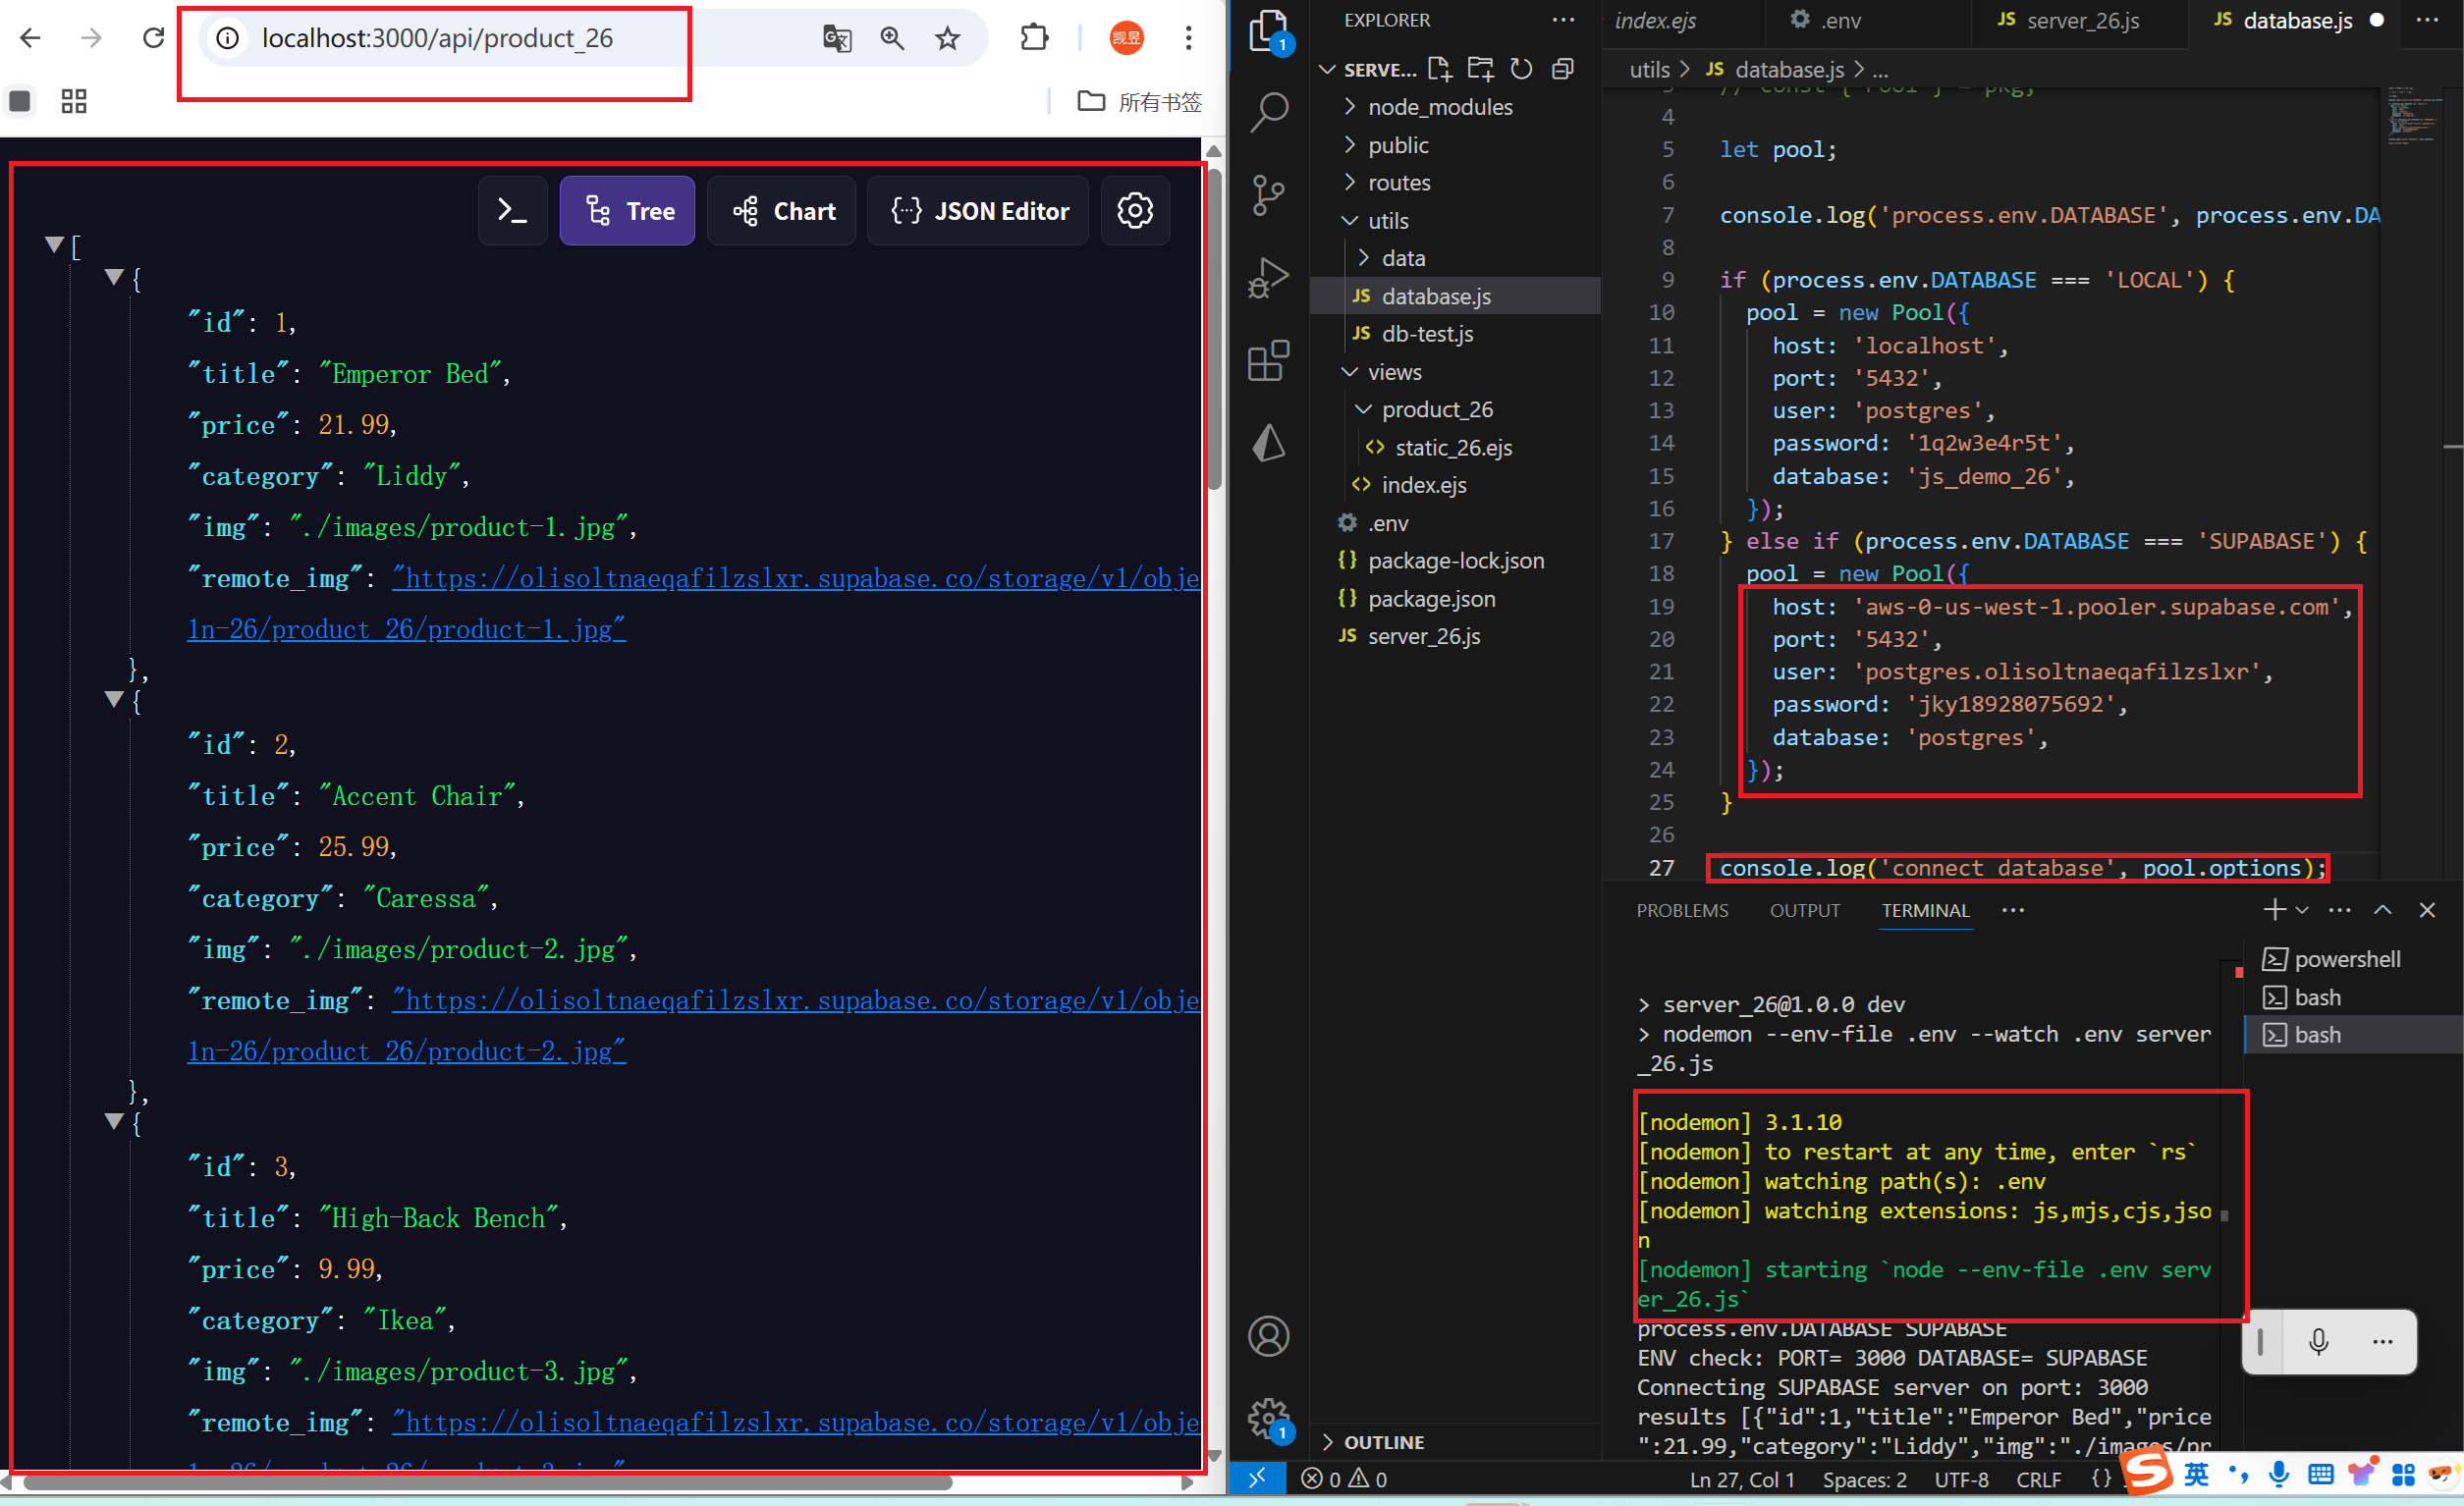 localhost:3000/api/product_26
所有书签
Tree
Chart
JSON Editor
[
{
"id": 1,
"title": "Emperor Bed",
"price": 21.99,
"category": "Liddy",
"img": "./images/product-1.jpg",
"remote_img": "https://olisoltnaeqafilzslxr.supabase.co/storage/v1/obje
1n-26/product_26/product-1.jpg"
},
{
"id": 2,
"title": "Accent Chair",
"price": 25.99,
"category": "Caressa",
"img": "./images/product-2.jpg",
"remote_img": "https://olisoltnaeqafilzslxr.supabase.co/storage/v1/obje
1n-26/product_26/product-2.jpg"
},
{
"id": 3,
"title": "High-Back Bench",
"price": 9.99,
"category": "Ikea",
"img": "./images/product-3.jpg",
"remote_img": "https://olisoltnaeqafilzslxr.supabase.co/storage/v1/obje
EXPLORER
SERVE...
node_modules
public
routes
utils
data
JS database.js
JS db-test.js
views
product_26
<> static_26.ejs
<> index.ejs
.env
{} package-lock.json
{} package.json
JS server_26.js
OUTLINE
index.ejs
.env
JS server_26.js
JS database.js
utils > JS database.js > ...
4
5 let pool;
6
7 console.log('process.env.DATABASE', process.env.DA
8
9 if (process.env.DATABASE === 'LOCAL') {
10 pool = new Pool({
11 host: 'localhost',
12 port: '5432',
13 user: 'postgres',
14 password: '1q2w3e4r5t',
15 database: 'js_demo_26',
16 });
17 } else if (process.env.DATABASE === 'SUPABASE') {
18 pool = new Pool({
19 host: 'aws-0-us-west-1.pooler.supabase.com',
20 port: '5432',
21 user: 'postgres.olisoltnaeqafilzslxr',
22 password: 'jky18928075692',
23 database: 'postgres',
24 });
25 }
26
27 console.log('connect database', pool.options);
PROBLEMS
OUTPUT
TERMINAL
powershell
bash
bash
> server_26@1.0.0 dev
> nodemon --env-file .env --watch .env server
_26.js
[nodemon] 3.1.10
[nodemon] to restart at any time, enter `rs`
[nodemon] watching path(s): .env
[nodemon] watching extensions: js,mjs,cjs,jso
n
[nodemon] starting `node --env-file .env serv
er_26.js`
process.env.DATABASE SUPABASE
ENV check: PORT= 3000 DATABASE= SUPABASE
Connecting SUPABASE server on port: 3000
results [{"id":1,"title":"Emperor Bed","price
":21.99,"category":"Liddy","img":"./images/pr
0 0
Ln 27, Col 1
Spaces: 2
UTF-8
CRLF
{}
英